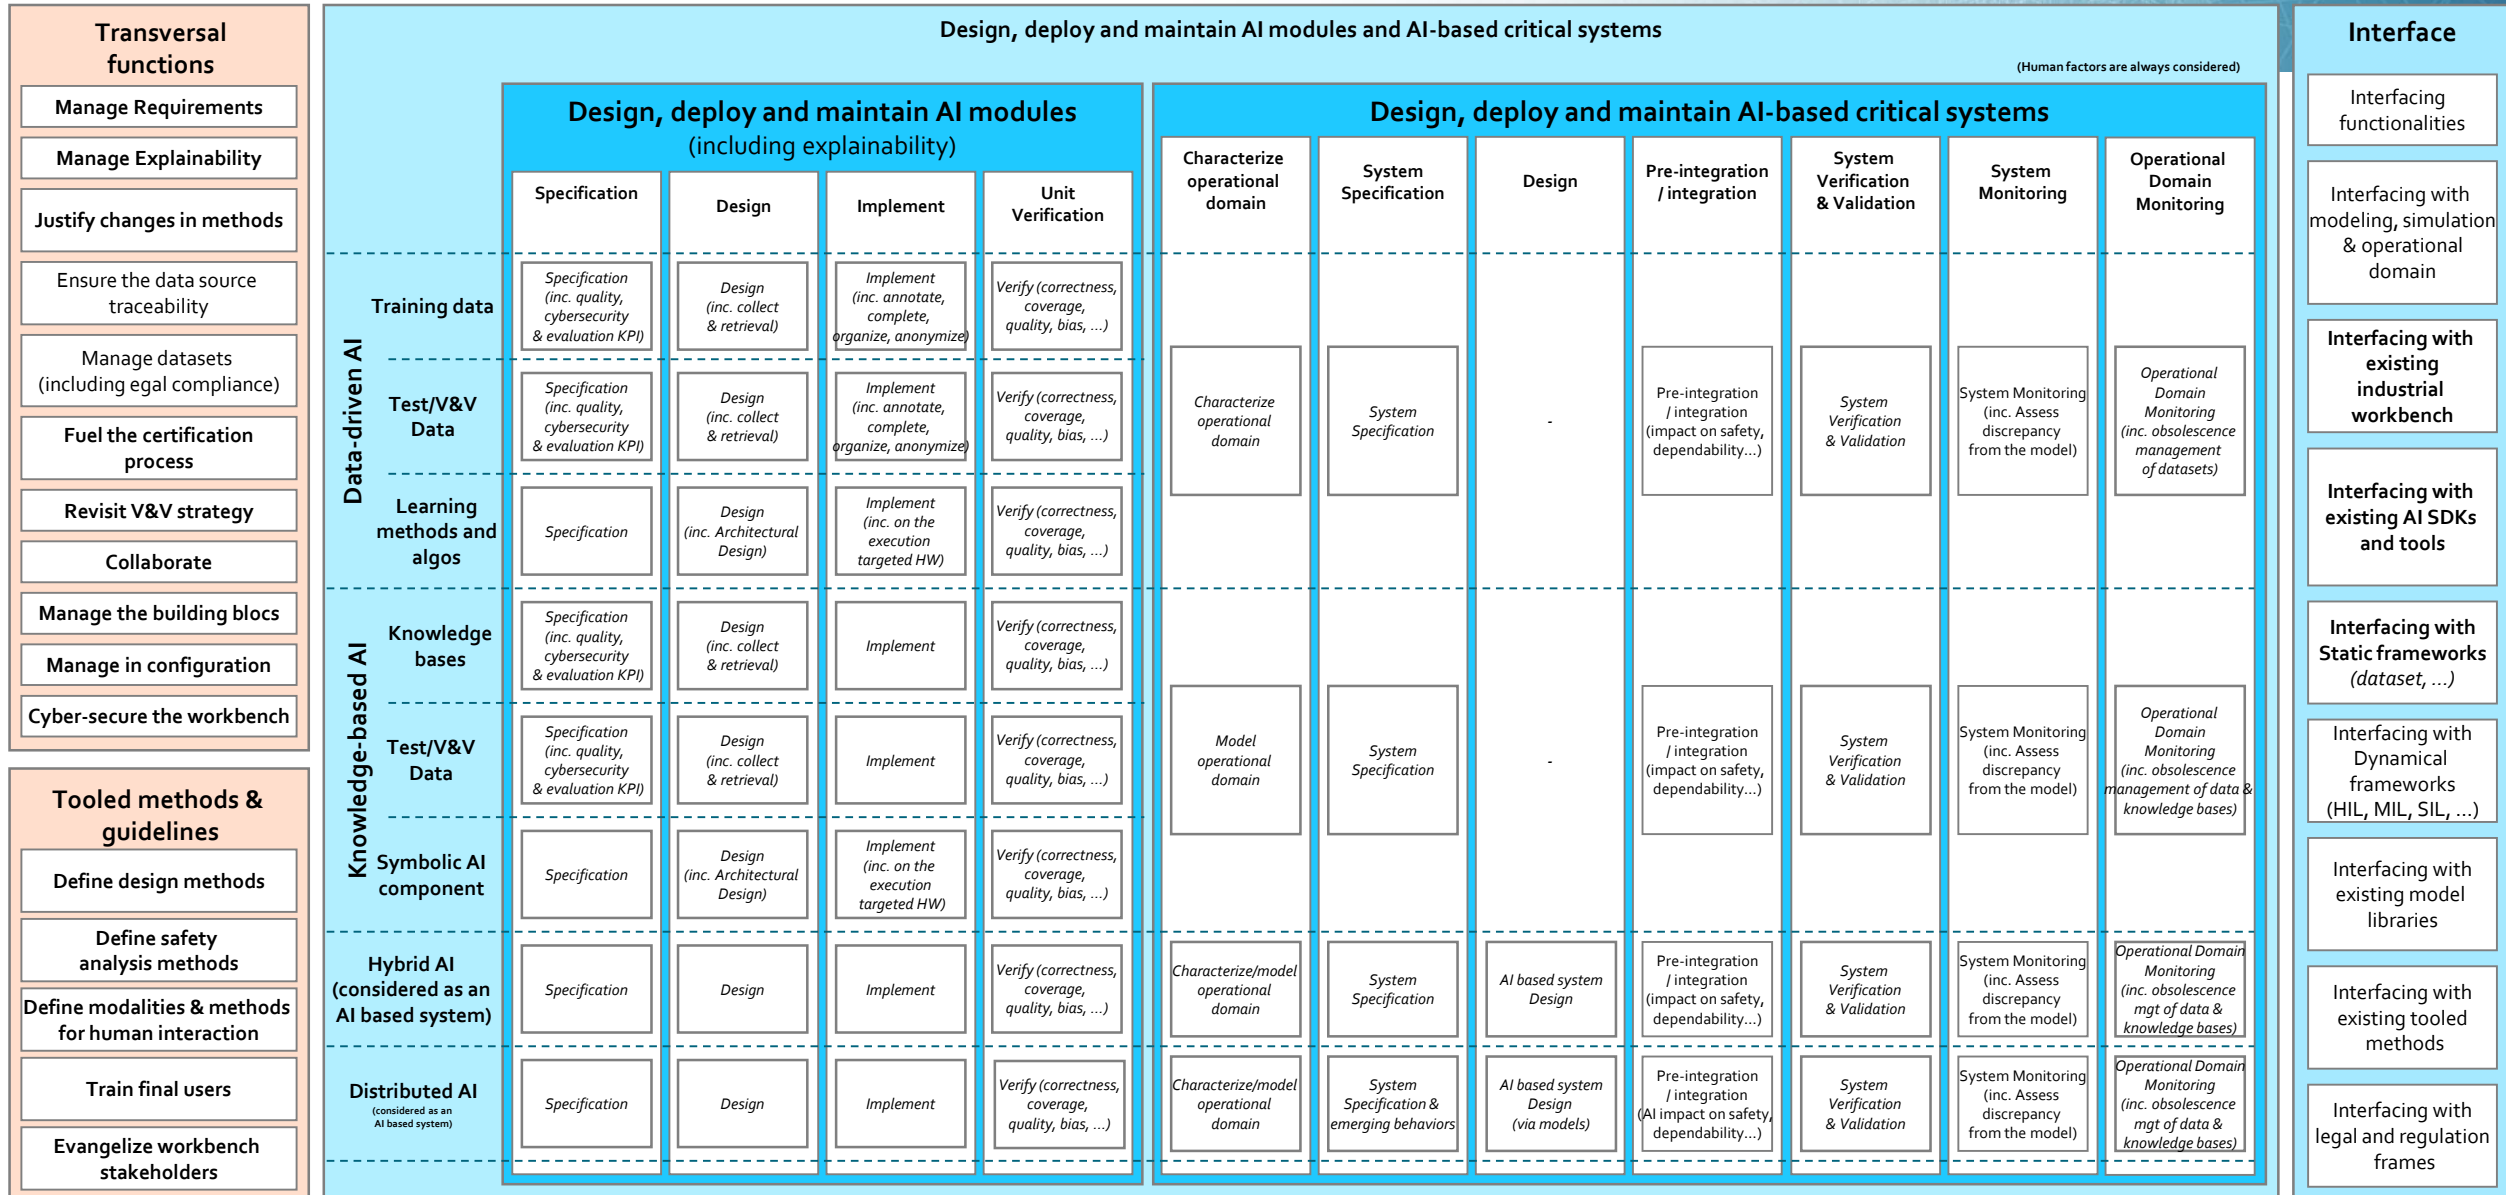 Transversal
functions
Manage Requirements
Manage Explainability
Justify changes in methods
Ensure the data source
traceability
Manage datasets
(including egal compliance)
Fuel the certification
process
Revisit V&V strategy
Collaborate
Manage the building blocs
Manage in configuration
Cyber-secure the workbench
Tooled methods &
guidelines
Define design methods
Define safety
analysis methods
Define modalities & methods
for human interaction
Train final users
Evangelize workbench
stakeholders
Design, deploy and maintain AI modules and AI-based critical systems
(Human factors are always considered)
Design, deploy and maintain AI modules
(including explainability)
Specification
Design
Implement
Unit
Verification
Design, deploy and maintain AI-based critical systems
Characterize
operational
domain
System
Specification
Design
Pre-integration
/ integration
System
Verification
& Validation
System
Monitoring
Operational
Domain
Monitoring
Data-driven AI
Training data
Specification
(inc. quality,
cybersecurity
& evaluation KPI)
Design
(inc. collect
& retrieval)
Implement
(inc. annotate,
complete,
organize, anonymize)
Verify (correctness,
coverage,
quality, bias, ...)
Test/V&V
Data
Specification
(inc. quality,
cybersecurity
& evaluation KPI)
Design
(inc. collect
& retrieval)
Implement
(inc. annotate,
complete,
organize, anonymize)
Verify (correctness,
coverage,
quality, bias, ...)
Learning
methods and
algos
Specification
Design
(inc. Architectural
Design)
Implement
(inc. on the
execution
targeted HW)
Verify (correctness,
coverage,
quality, bias, ...)
Characterize
operational
domain
System
Specification
-
Pre-integration
/ integration
(impact on safety,
dependability...)
System
Verification
& Validation
System Monitoring
(inc. Assess
discrepancy
from the model)
Operational
Domain
Monitoring
(inc. obsolescence
management
of datasets)
Knowledge-based AI
Knowledge
bases
Specification
(inc. quality,
cybersecurity
& evaluation KPI)
Design
(inc. collect
& retrieval)
Implement
Verify (correctness,
coverage,
quality, bias, ...)
Test/V&V
Data
Specification
(inc. quality,
cybersecurity
& evaluation KPI)
Design
(inc. collect
& retrieval)
Implement
Verify (correctness,
coverage,
quality, bias, ...)
Symbolic AI
component
Specification
Design
(inc. Architectural
Design)
Implement
(inc. on the
execution
targeted HW)
Verify (correctness,
coverage,
quality, bias, ...)
Model
operational
domain
System
Specification
-
Pre-integration
/ integration
(impact on safety,
dependability...)
System
Verification
& Validation
System Monitoring
(inc. Assess
discrepancy
from the model)
Operational
Domain
Monitoring
(inc. obsolescence
management of data &
knowledge bases)
Hybrid AI
(considered as an
AI based system)
Specification
Design
Implement
Verify (correctness,
coverage,
quality, bias, ...)
Characterize/model
operational
domain
System
Specification
AI based system
Design
Pre-integration
/ integration
(impact on safety,
dependability...)
System
Verification
& Validation
System Monitoring
(inc. Assess
discrepancy
from the model)
Operational Domain
Monitoring
(inc. obsolescence
mgt of data &
knowledge bases)
Distributed AI
(considered as an
AI based system)
Specification
Design
Implement
Verify (correctness,
coverage,
quality, bias, ...)
Characterize/model
operational
domain
System
Specification &
emerging behaviors
AI based system
Design
(via models)
Pre-integration
/ integration
(AI impact on safety,
dependability...)
System
Verification
& Validation
System Monitoring
(inc. Assess
discrepancy
from the model)
Operational Domain
Monitoring
(inc. obsolescence
mgt of data &
knowledge bases)
Interface
Interfacing
functionalities
Interfacing with
modeling, simulation
& operational
domain
Interfacing with
existing
industrial
workbench
Interfacing with
existing AI SDKs
and tools
Interfacing with
Static frameworks
(dataset, ...)
Interfacing with
Dynamical
frameworks
(HIL, MIL, SIL, ...)
Interfacing with
existing model
libraries
Interfacing with
existing tooled
methods
Interfacing with
legal and regulation
frames